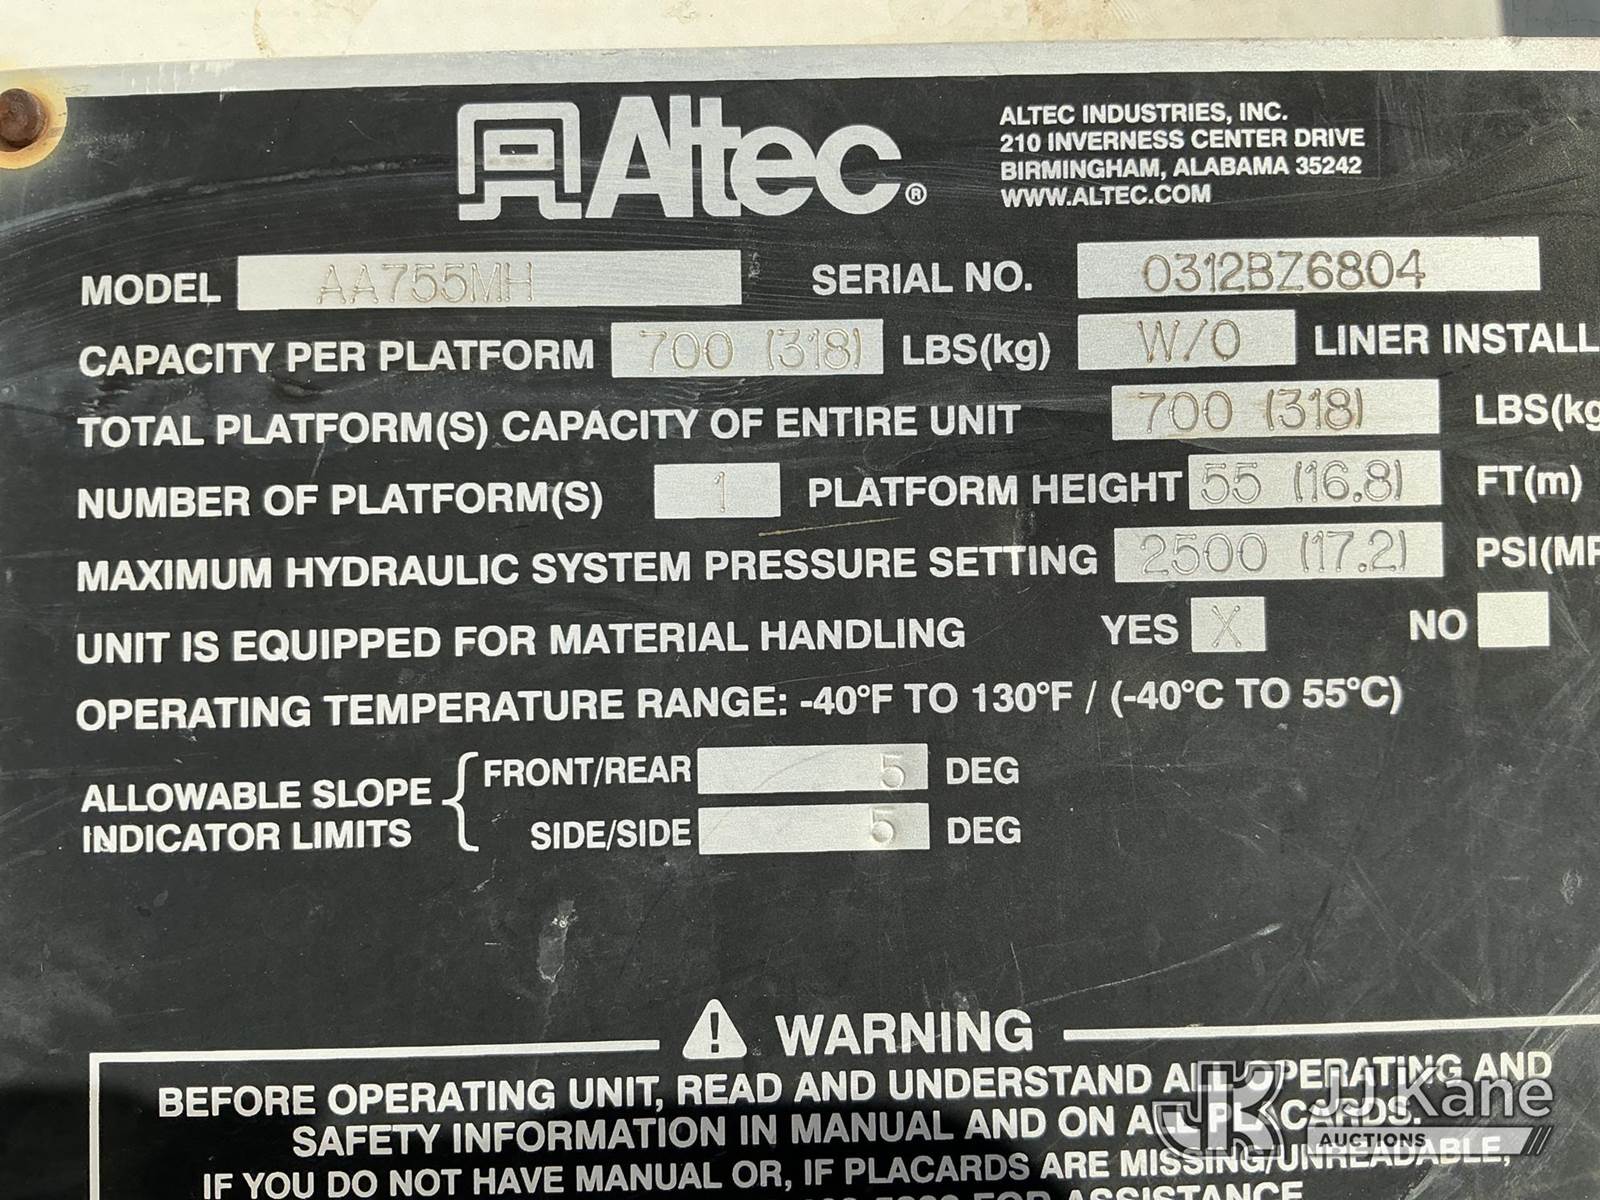 Altec®
ALTEC INDUSTRIES, INC.
210 INVERNESS CENTER DRIVE
BIRMINGHAM, ALABAMA 35242
WWW.ALTEC.COM
MODEL AA755MH SERIAL NO. 0312BZ6804
CAPACITY PER PLATFORM 700 (318) LBS(kg) W/O LINER INSTALL
TOTAL PLATFORM(S) CAPACITY OF ENTIRE UNIT 700 (318) LBS(kg
NUMBER OF PLATFORM(S) 1 PLATFORM HEIGHT 55 (16.8) FT(m)
MAXIMUM HYDRAULIC SYSTEM PRESSURE SETTING 2500 (17.2) PSI(MP
UNIT IS EQUIPPED FOR MATERIAL HANDLING YES X NO
OPERATING TEMPERATURE RANGE: -40°F TO 130°F / (-40°C TO 55°C)
ALLOWABLE SLOPE INDICATOR LIMITS
FRONT/REAR 5 DEG
SIDE/SIDE 5 DEG
WARNING
BEFORE OPERATING UNIT, READ AND UNDERSTAND ALL OPERATING AND
SAFETY INFORMATION IN MANUAL AND ON ALL PLACARDS.
IF YOU DO NOT HAVE MANUAL OR, IF PLACARDS ARE MISSING/UNREADABLE,
FOR ASSISTANCE
JJKane
AUCTIONS